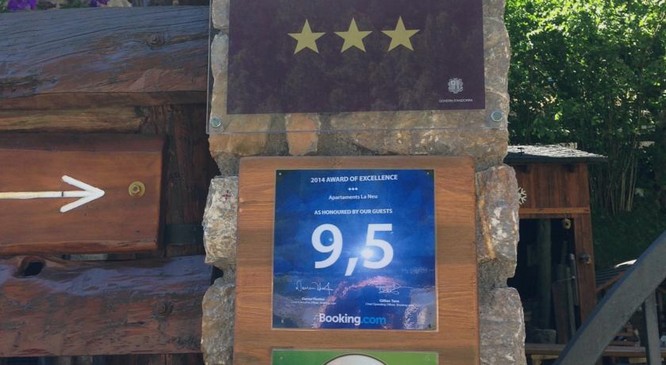 2014 AWARD OF EXCELLENCE
Apartaments La Neu
AS HONOURED BY OUR GUESTS
9,5
Booking.com